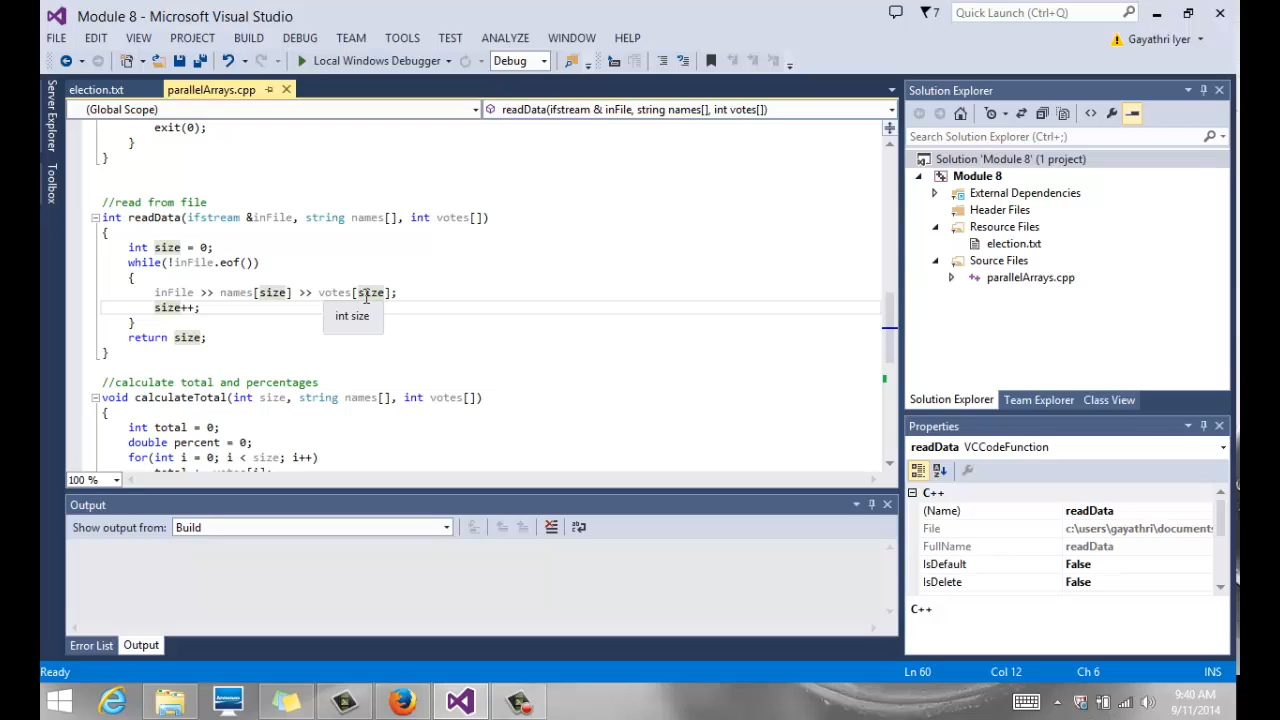 Module 8 - Microsoft Visual Studio
7
Quick Launch (Ctrl+Q)
FILE EDIT VIEW PROJECT BUILD DEBUG TEAM TOOLS TEST ANALYZE WINDOW HELP
Gayathri Iyer
Local Windows Debugger
Debug
Server Explorer
Toolbox
election.txt
parallelArrays.cpp
(Global Scope)
readData(ifstream & inFile, string names[], int votes[])
exit(0);
}
}
//read from file
int readData(ifstream &inFile, string names[], int votes[])
{
int size = 0;
while(!inFile.eof())
{
inFile >> names[size] >> votes[size];
size++;
int size
}
return size;
}
//calculate total and percentages
void calculateTotal(int size, string names[], int votes[])
{
int total = 0;
double percent = 0;
for(int i = 0; i < size; i++)
100 %
Output
Show output from: Build
Error List
Output
Solution Explorer
Search Solution Explorer (Ctrl+;)
Solution 'Module 8' (1 project)
Module 8
External Dependencies
Header Files
Resource Files
election.txt
Source Files
parallelArrays.cpp
Solution Explorer
Team Explorer
Class View
Properties
readData VCCodeFunction
C++
(Name) readData
File c:\users\gayathri\documents
FullName readData
IsDefault False
IsDelete False
C++
Ready
Ln 60
Col 12
Ch 6
INS
9:40 AM
9/11/2014